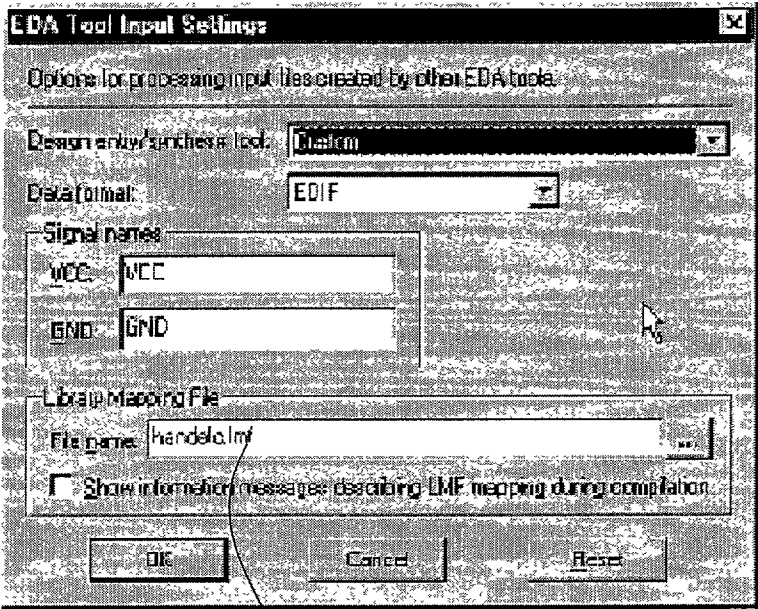 EDA Tool Input Settings
Options for processing input files created by other EDA tools.
Design entry/synthesis tool: Custom
Data format: EDIF
Signal names
VCC: VCC
GND: GND
Library Mapping File
File name: handelc.lmf ...
Show information messages describing LMF mapping during compilation
OK Cancel Reset